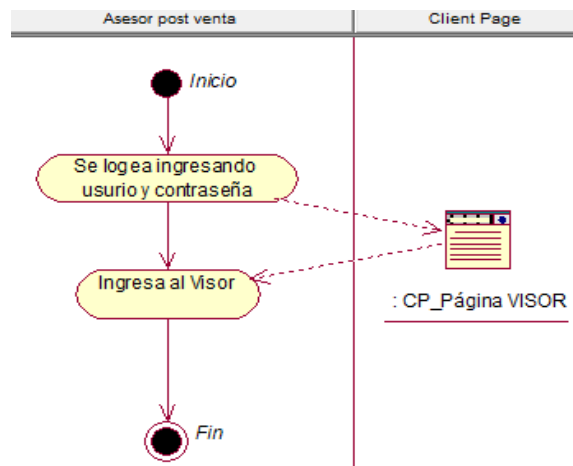 Asesor post venta
Client Page
Inicio
Se logea ingresando
usurio y contraseña
Ingresa al Visor
: CP_Página VISOR
Fin